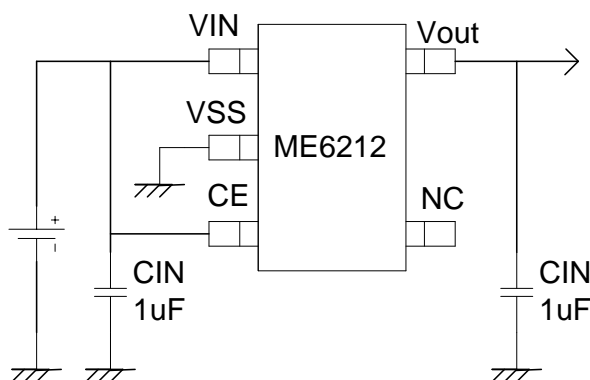 VIN
Vout
VSS
ME6212
CE
NC
+
-
CIN
1uF
CIN
1uF